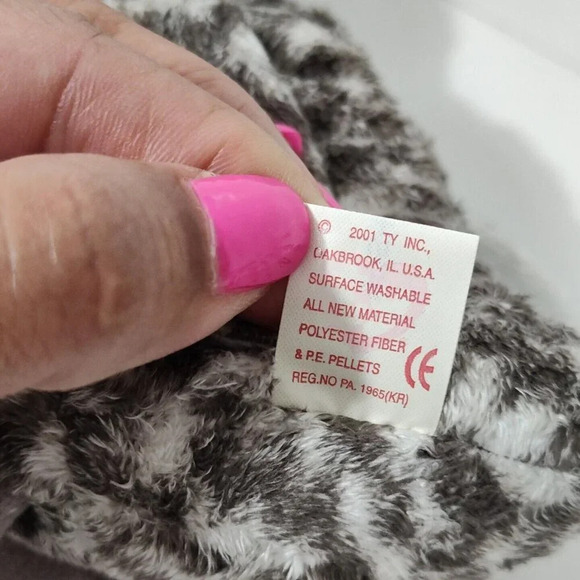 © 2001 TY INC.,
OAKBROOK, IL. U.S.A.
SURFACE WASHABLE
ALL NEW MATERIAL
POLYESTER FIBER
& P.E. PELLETS CE
REG.NO PA. 1965(KR)